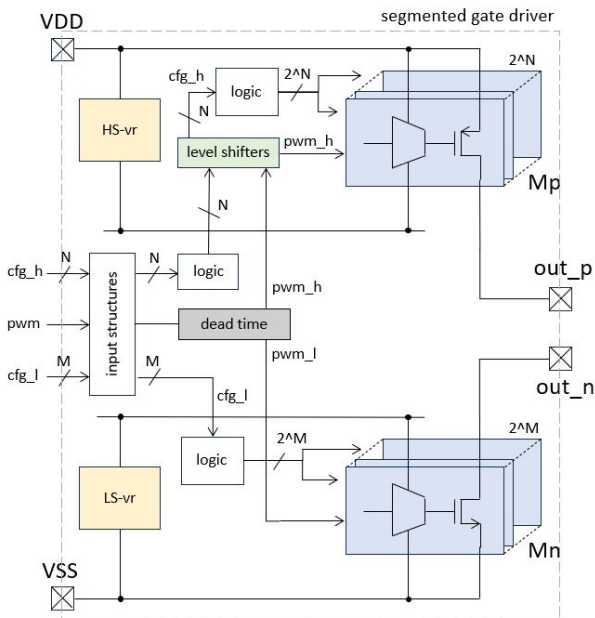 segmented gate driver
VDD
cfg_h
2^N
2^N
logic
N
HS-vr
level shifters
pwm_h
Mp
N
cfg_h
N
N
logic
out_p
input structures
pwm_h
pwm
dead time
pwm_l
M
M
cfg_l
cfg_l
out_n
2^M
2^M
logic
LS-vr
Mn
VSS